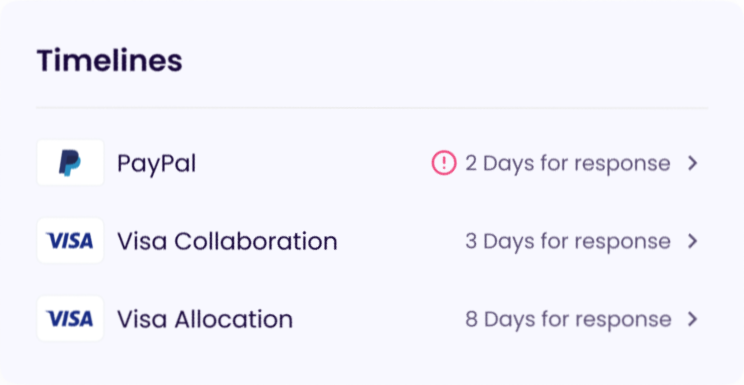 Timelines
PayPal 2 Days for response
VISA Visa Collaboration 3 Days for response
VISA Visa Allocation 8 Days for response